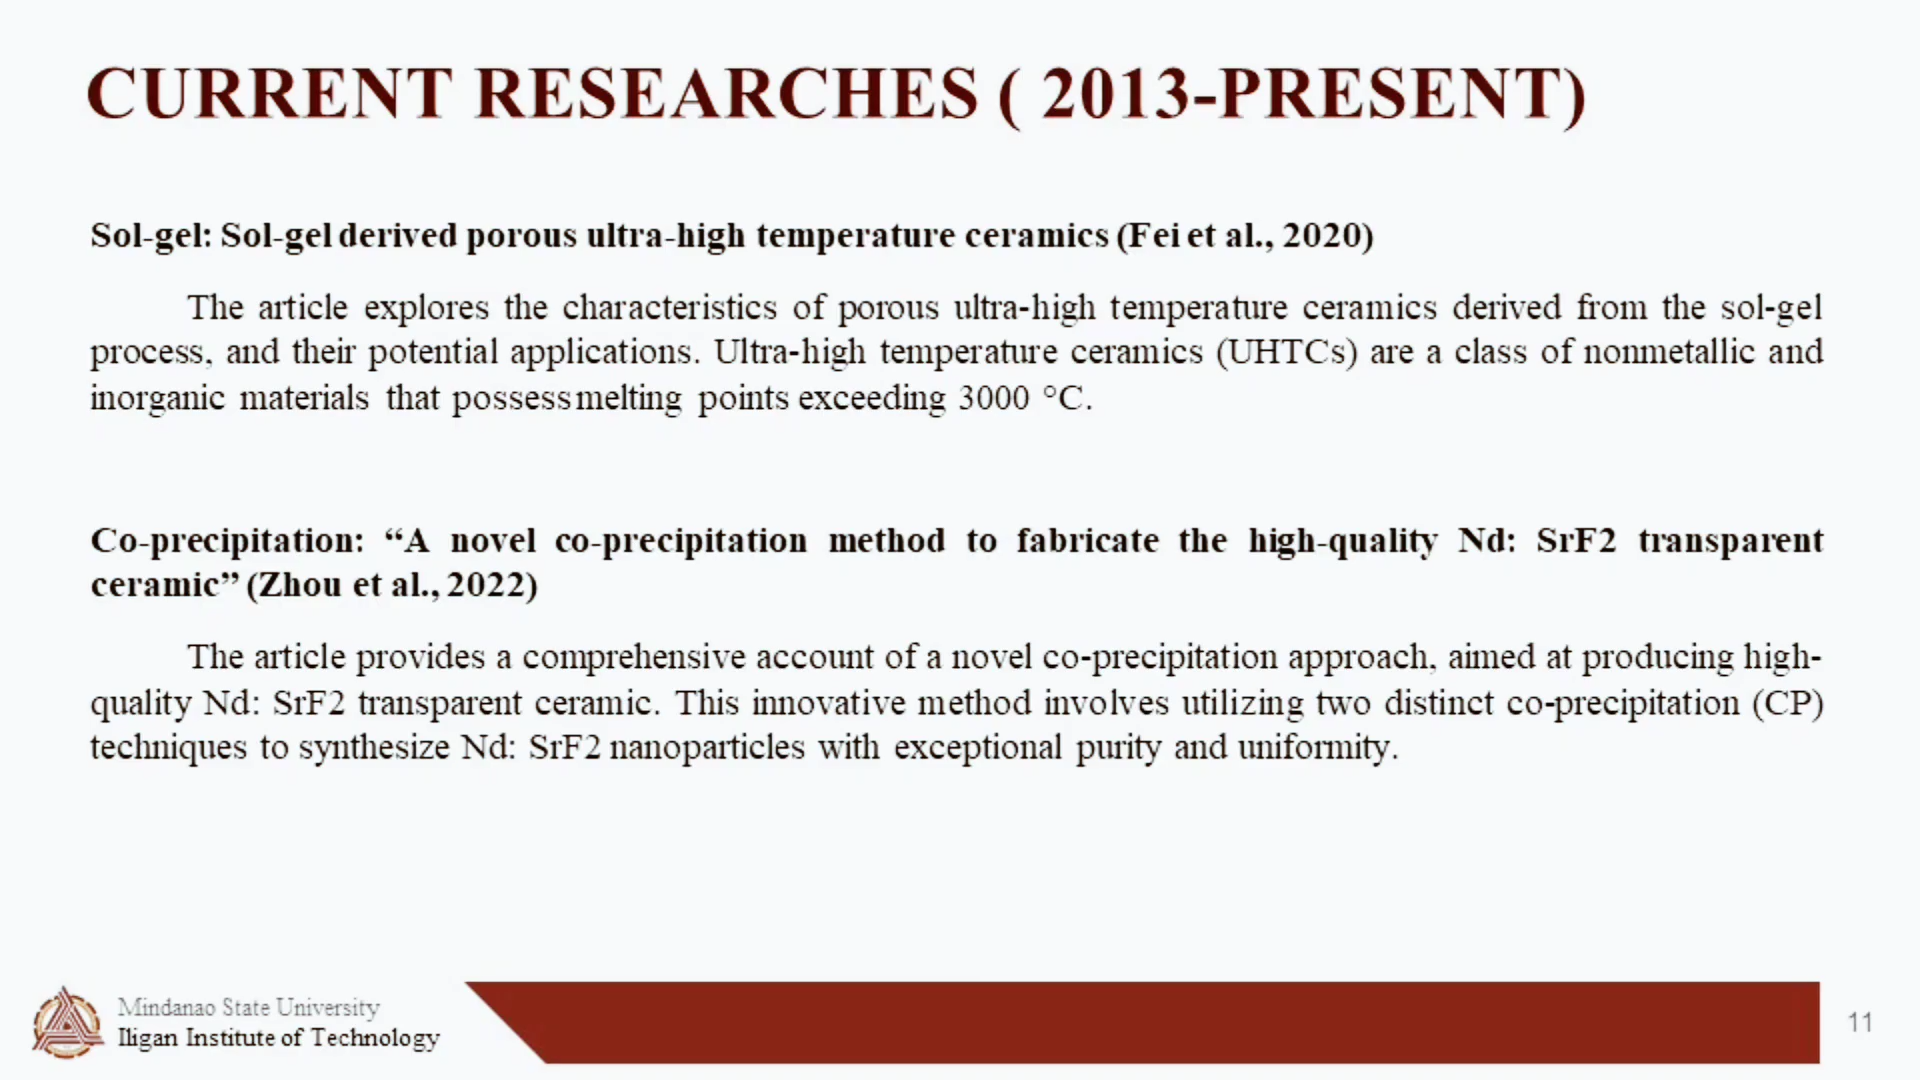 CURRENT RESEARCHES ( 2013-PRESENT)
Sol-gel: Sol-gel derived porous ultra-high temperature ceramics (Fei et al., 2020)
The article explores the characteristics of porous ultra-high temperature ceramics derived from the sol-gel
process, and their potential applications. Ultra-high temperature ceramics (UHTCs) are a class of nonmetallic and
inorganic materials that possess melting points exceeding 3000 °C.
Co-precipitation: “A novel co-precipitation method to fabricate the high-quality Nd: SrF2 transparent
ceramic” (Zhou et al., 2022)
The article provides a comprehensive account of a novel co-precipitation approach, aimed at producing high-
quality Nd: SrF2 transparent ceramic. This innovative method involves utilizing two distinct co-precipitation (CP)
techniques to synthesize Nd: SrF2 nanoparticles with exceptional purity and uniformity.
Mindanao State University
Iligan Institute of Technology
11